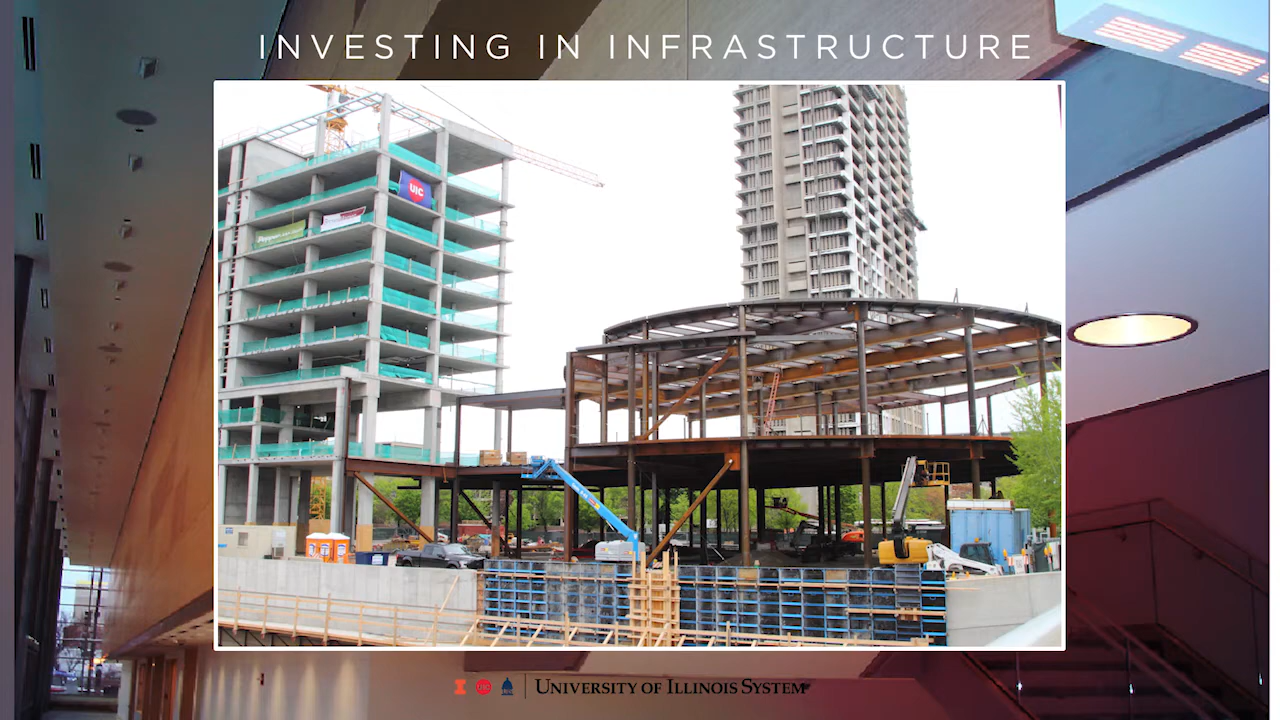 INVESTING IN INFRASTRUCTURE
UIC
UNIVERSITY OF ILLINOIS SYSTEM